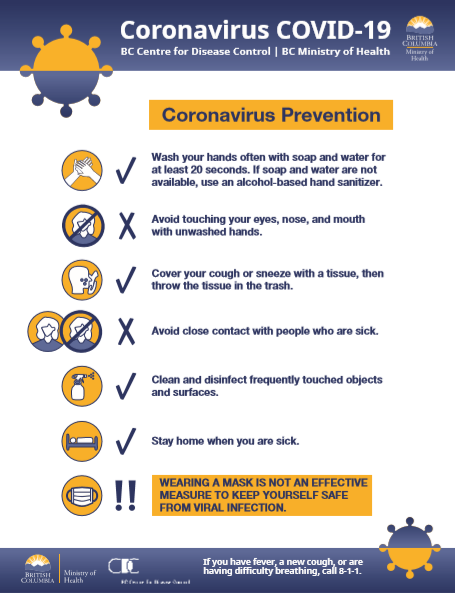 Coronavirus COVID-19
BC Centre for Disease Control | BC Ministry of Health
BRITISH
COLUMBIA
Ministry of
Health
Coronavirus Prevention
Wash your hands often with soap and water for
at least 20 seconds. If soap and water are not
available, use an alcohol-based hand sanitizer.
Avoid touching your eyes, nose, and mouth
with unwashed hands.
Cover your cough or sneeze with a tissue, then
throw the tissue in the trash.
Avoid close contact with people who are sick.
Clean and disinfect frequently touched objects
and surfaces.
Stay home when you are sick.
!!
WEARING A MASK IS NOT AN EFFECTIVE
MEASURE TO KEEP YOURSELF SAFE
FROM VIRAL INFECTION.
BRITISH
COLUMBIA
Ministry of
Health
BC Centre for Disease Control
If you have fever, a new cough, or are
having difficulty breathing, call 8-1-1.